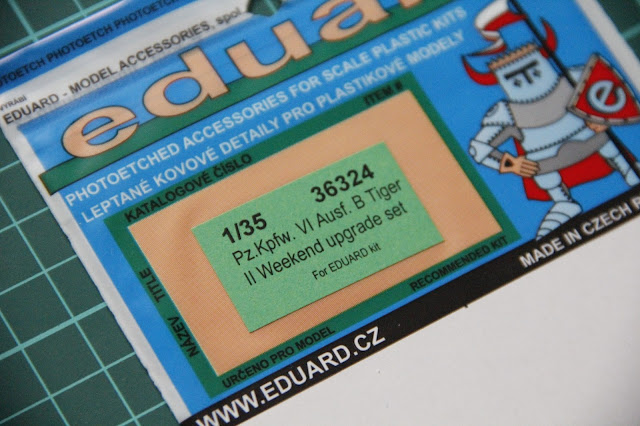 PHOTOETCH PHOTOETCH PHOTOETCH
VYRÁBÍ
EDUARD - MODEL ACCESSORIES, spol.
eduar
PHOTOETCHED ACCESSORIES FOR SCALE PLASTIC KITS
LEPTANÉ KOVOVÉ DETAILY PRO PLASTIKOVÉ MODELY
KATALOGOVÉ ČÍSLO
ITEM #
1/35 36324
Pz.Kpfw. VI Ausf. B Tiger
II Weekend upgrade set
For EDUARD kit
NÁZEV TITLE
URČENO PRO MODEL
RECOMMENDED KIT
e
MADE IN CZECH R
WWW.EDUARD.CZ